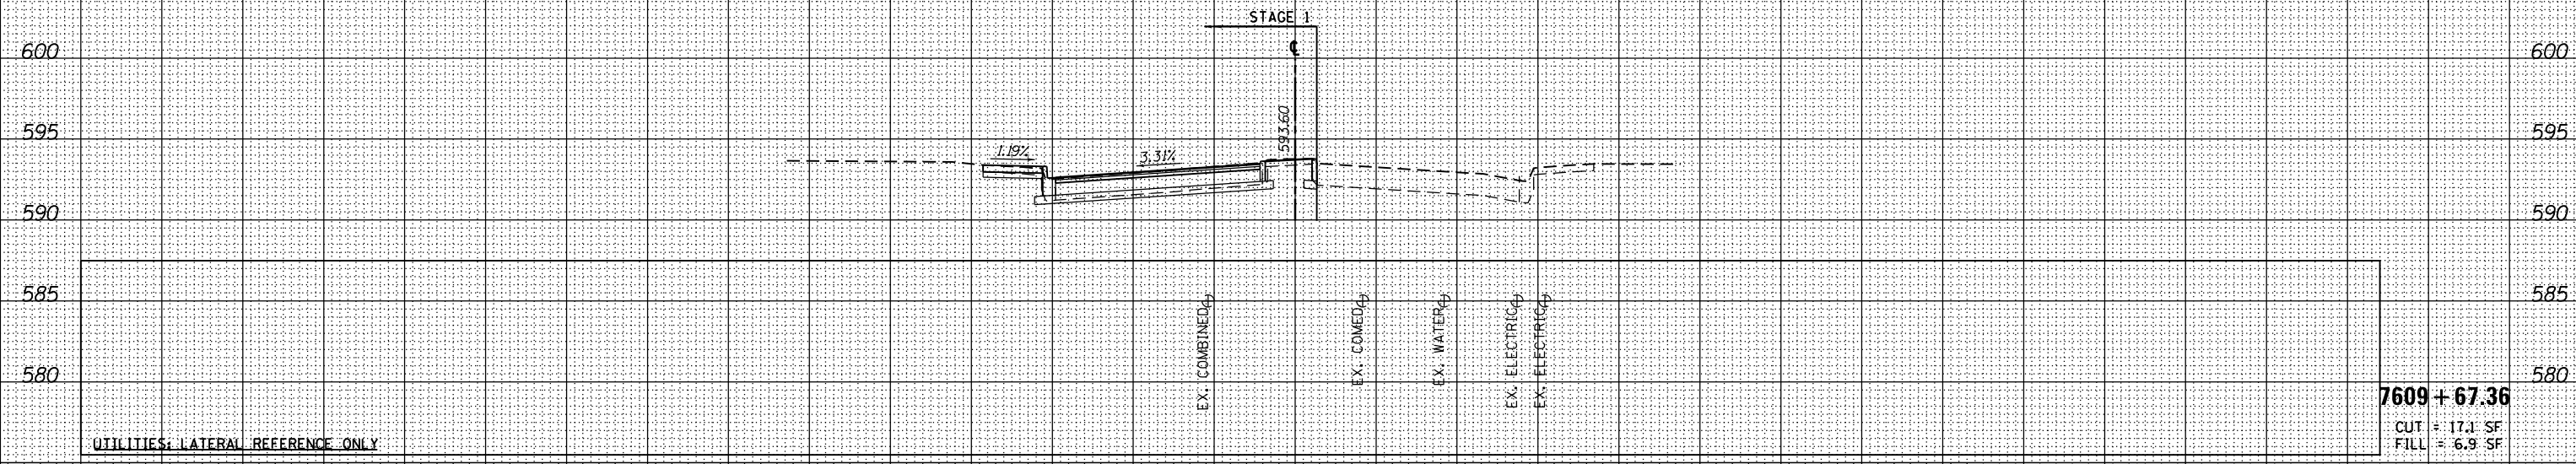 STAGE 1
℄
600
600
595
593.60
595
1.19%
3.31%
590
590
585
585
EX. COMBINED( )
EX. COMED( )
EX. WATER( )
EX. ELECTRIC( )
EX. ELECTRIC( )
580
580
7609+67.36
CUT = 17.1 SF
FILL = 6.9 SF
UTILITIES: LATERAL REFERENCE ONLY